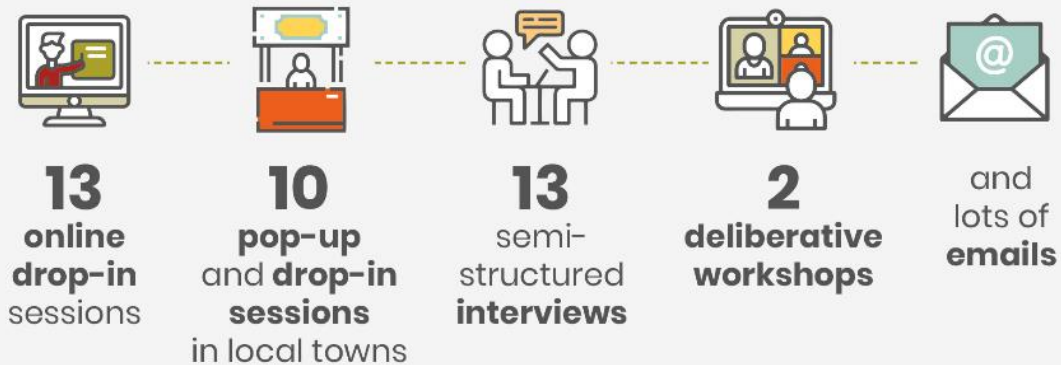 @
13
online
drop-in
sessions
10
pop-up
and drop-in
sessions
in local towns
13
semi-
structured
interviews
2
deliberative
workshops
and
lots of
emails